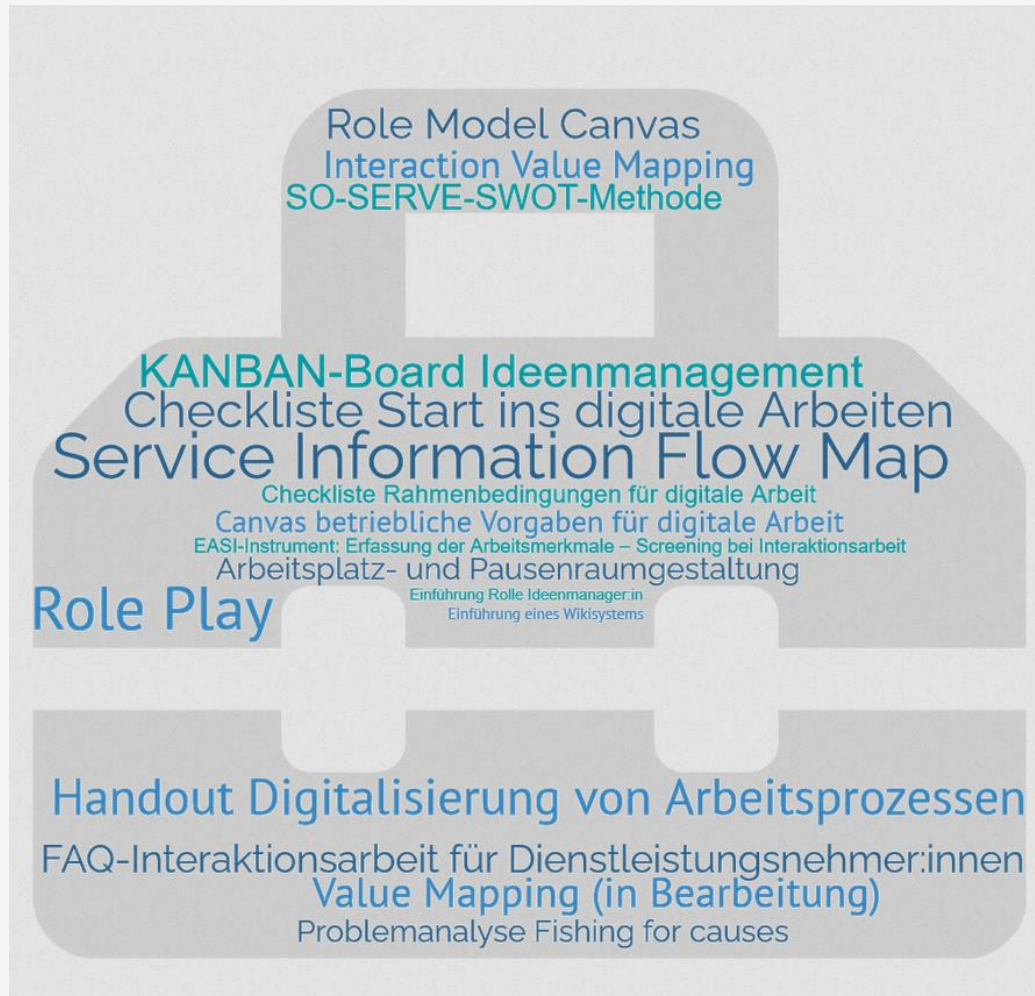 Role Model Canvas
Interaction Value Mapping
SO-SERVE-SWOT-Methode
KANBAN-Board Ideenmanagement
Checkliste Start ins digitale Arbeiten
Service Information Flow Map
Checkliste Rahmenbedingungen für digitale Arbeit
Canvas betriebliche Vorgaben für digitale Arbeit
EASI-Instrument: Erfassung der Arbeitsmerkmale – Screening bei Interaktionsarbeit
Arbeitsplatz- und Pausenraumgestaltung
Role Play
Einführung Rolle Ideenmanager:in
Einführung eines Wikisystems
Handout Digitalisierung von Arbeitsprozessen
FAQ-Interaktionsarbeit für Dienstleistungsnehmer:innen
Value Mapping (in Bearbeitung)
Problemanalyse Fishing for causes